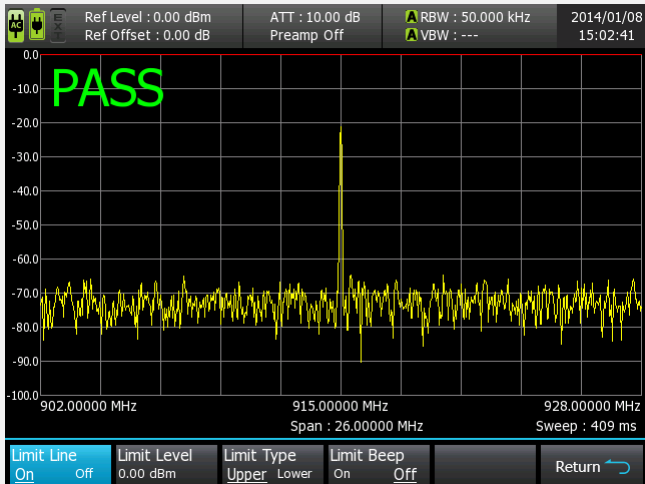 AC EXT Ref Level : 0.00 dBm ATT : 10.00 dB A RBW : 50.000 kHz 2014/01/08
Ref Offset : 0.00 dB Preamp Off A VBW : --- 15:02:41
0.0
PASS
-10.0
-20.0
-30.0
-40.0
-50.0
-60.0
-70.0
-80.0
-90.0
-100.0
902.00000 MHz 915.00000 MHz 928.00000 MHz
Span : 26.00000 MHz Sweep : 409 ms
Limit Line Limit Level Limit Type Limit Beep
On Off 0.00 dBm Upper Lower On Off Return